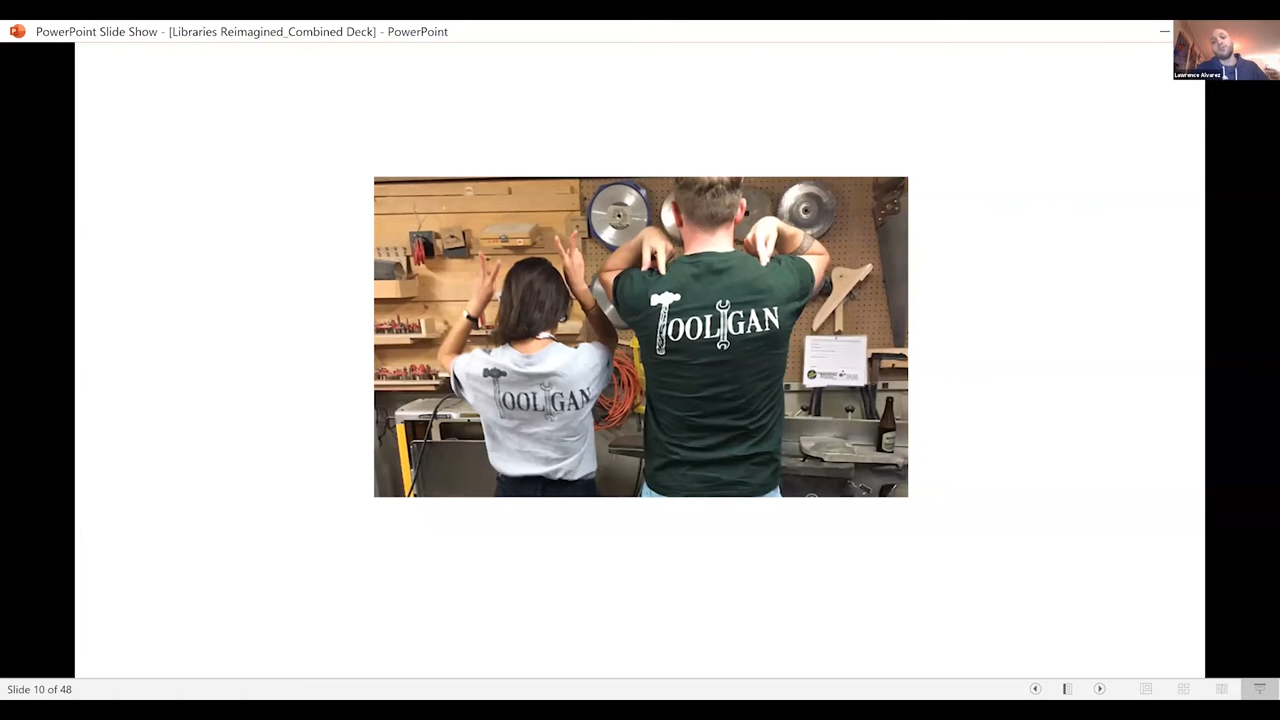 PowerPoint Slide Show - [Libraries Reimagined_Combined Deck] - PowerPoint
Lawrence Alvarez
TOOLIGAN
TOOLIGAN
Slide 10 of 48